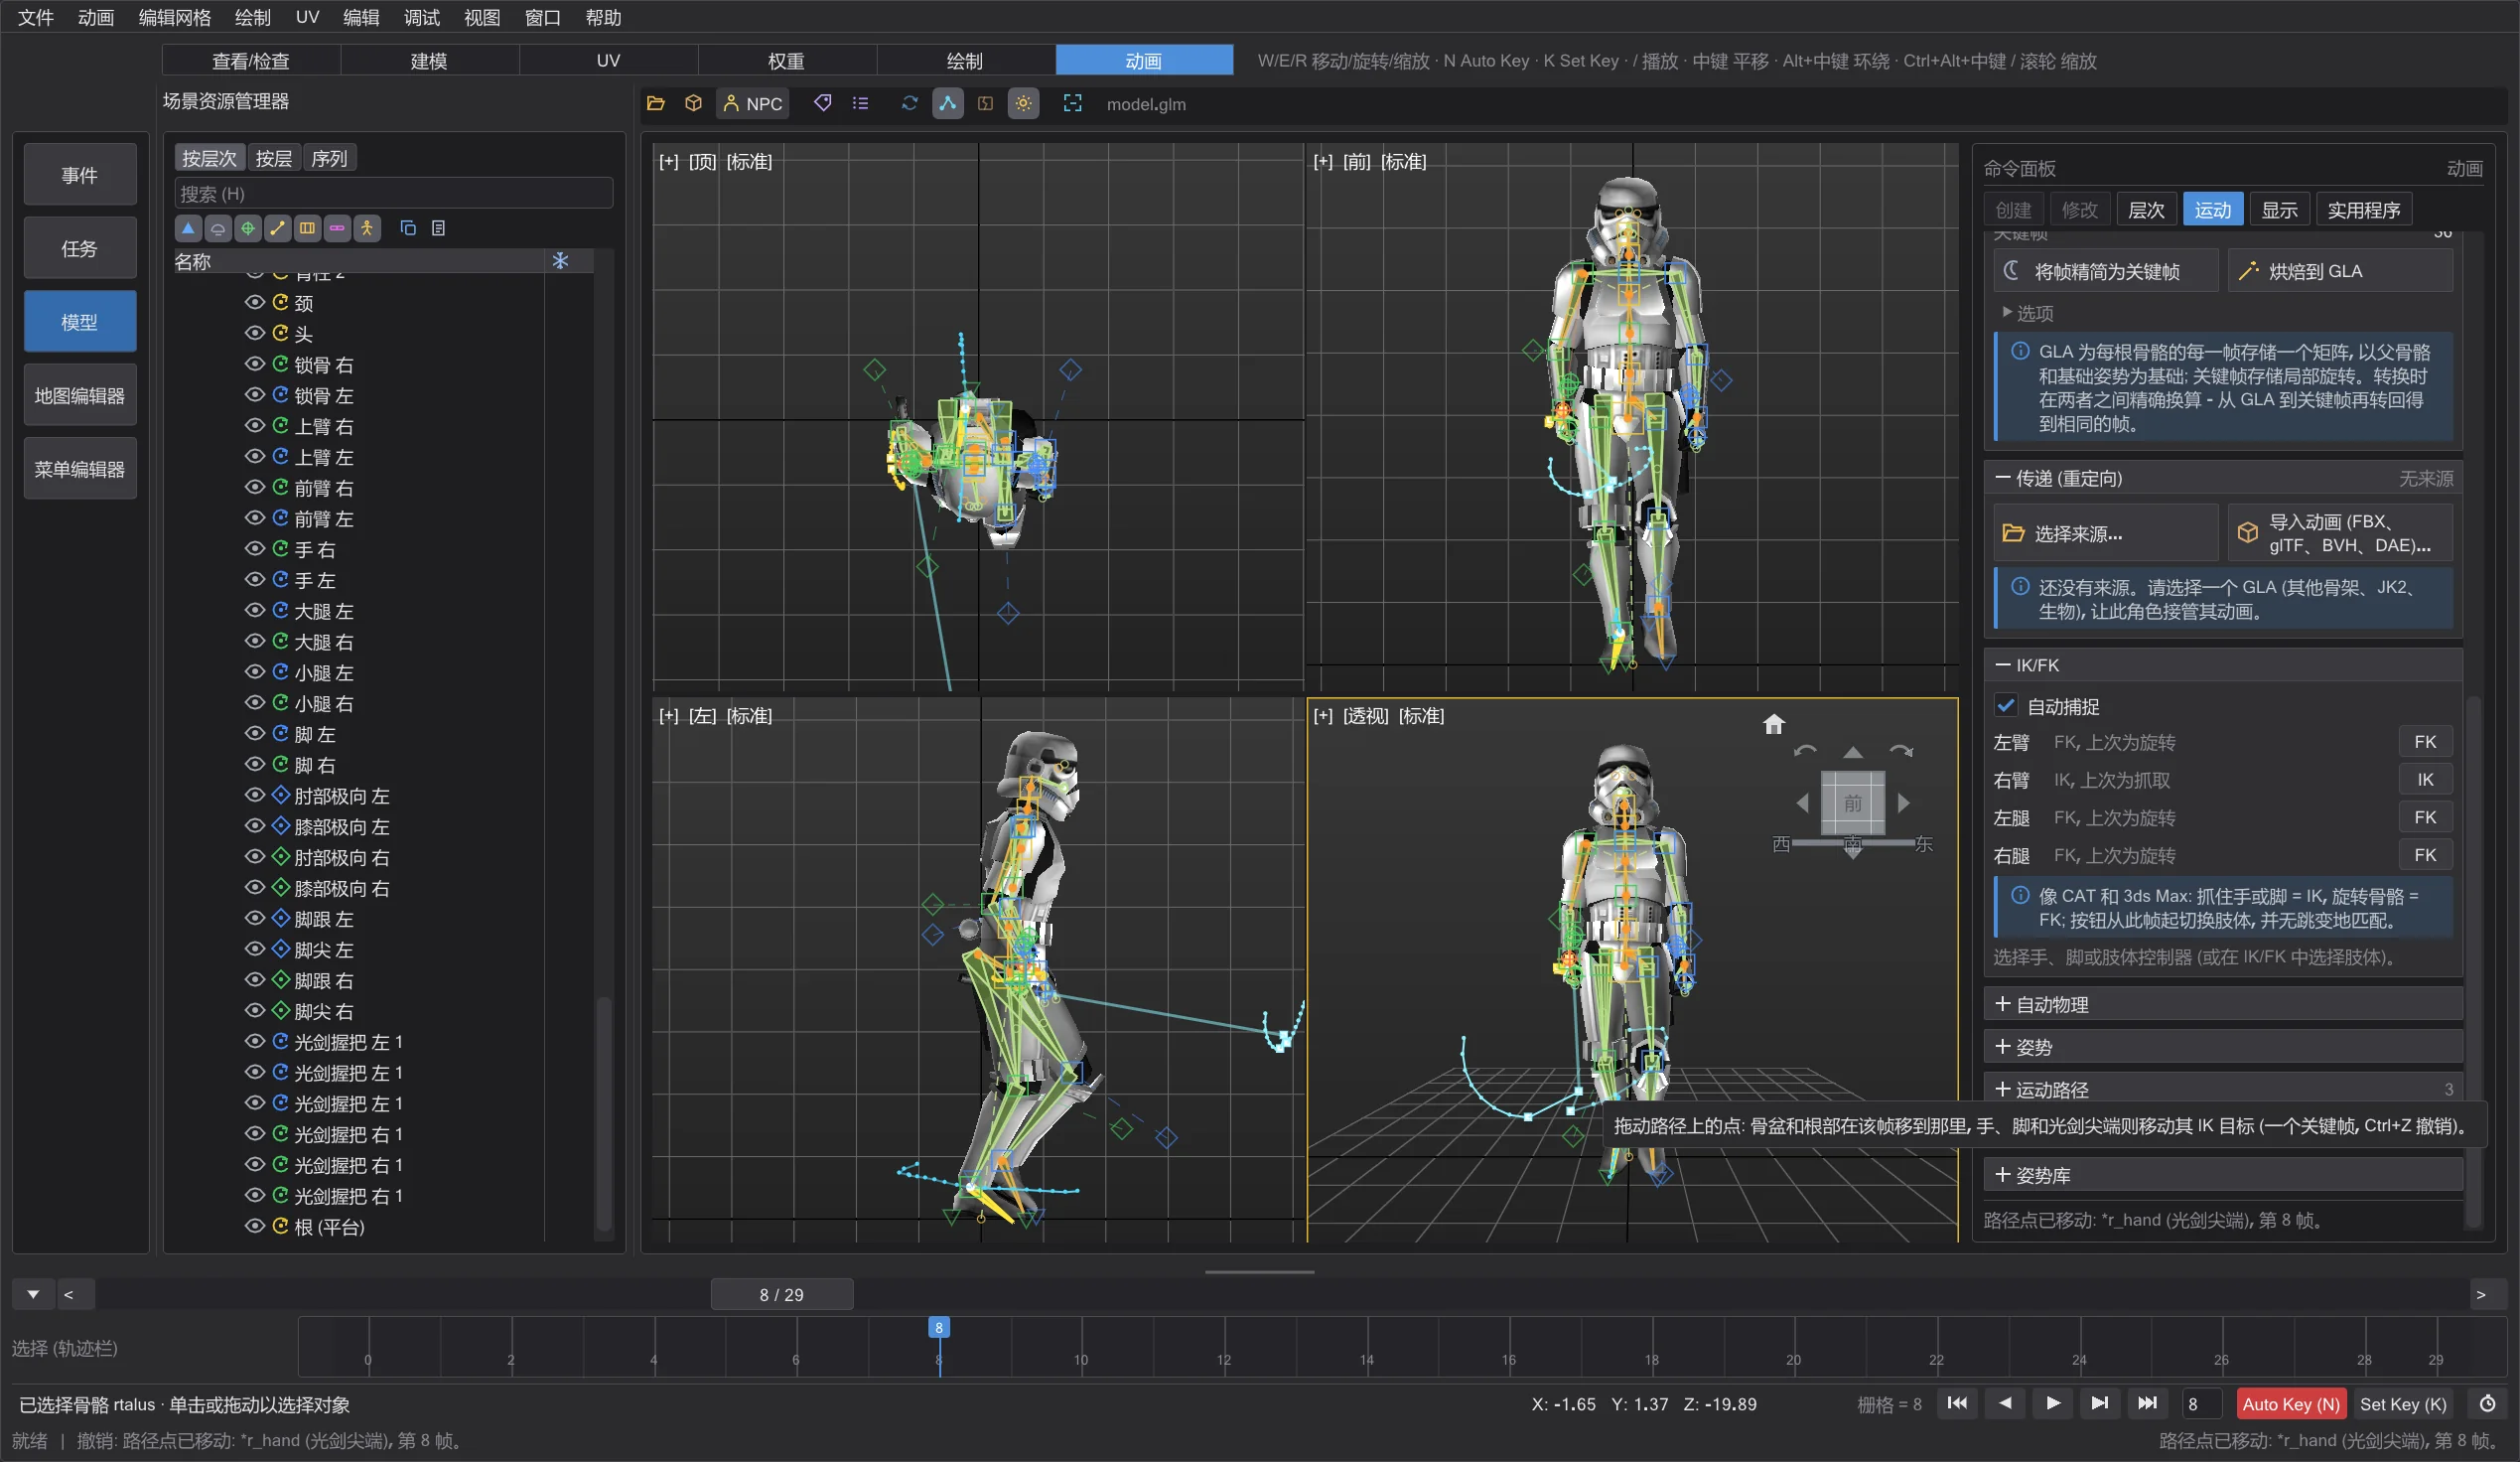 文件 动画 编辑网格 绘制 UV 编辑 调试 视图 窗口 帮助
查看/检查 建模 UV 权重 绘制 动画 W/E/R 移动/旋转/缩放 · N Auto Key · K Set Key · / 播放 · 中键 平移 · Alt+中键 环绕 · Ctrl+Alt+中键 / 滚轮 缩放
场景资源管理器
NPC model.glm
事件
任务
模型
地图编辑器
菜单编辑器
按层次 按层 序列
搜索 (H)
名称
脊柱 2
颈
头
锁骨 右
锁骨 左
上臂 右
上臂 左
前臂 右
前臂 左
手 右
手 左
大腿 左
大腿 右
小腿 左
小腿 右
脚 左
脚 右
肘部极向 左
膝部极向 左
肘部极向 右
膝部极向 右
脚跟 左
脚尖 左
脚跟 右
脚尖 右
光剑握把 左 1
光剑握把 左 1
光剑握把 左 1
光剑握把 右 1
光剑握把 右 1
光剑握把 右 1
根 (平台)
[+] [顶] [标准]
[+] [前] [标准]
[+] [左] [标准]
[+] [透视] [标准]
前
西 南 东
命令面板 动画
创建 修改 层次 运动 显示 实用程序
关键帧 36
将帧精简为关键帧 烘焙到 GLA
选项
GLA 为每根骨骼的每一帧存储一个矩阵, 以父骨骼
和基础姿势为基础; 关键帧存储局部旋转。转换时
在两者之间精确换算 - 从 GLA 到关键帧再转回得
到相同的帧。
传递 (重定向) 无来源
选择来源...
导入动画 (FBX、
glTF、BVH、DAE)...
还没有来源。请选择一个 GLA (其他骨架、JK2、
生物), 让此角色接管其动画。
IK/FK
自动捕捉
左臂 FK, 上次为旋转 FK
右臂 IK, 上次为抓取 IK
左腿 FK, 上次为旋转 FK
右腿 FK, 上次为旋转 FK
像 CAT 和 3ds Max: 抓住手或脚 = IK, 旋转骨骼 =
FK; 按钮从此帧起切换肢体, 并无跳变地匹配。
选择手、脚或肢体控制器 (或在 IK/FK 中选择肢体)。
自动物理
姿势
运动路径 3
拖动路径上的点: 骨盆和根部在该帧移到那里, 手、脚和光剑尖端则移动其 IK 目标 (一个关键帧, Ctrl+Z 撤销)。
姿势库
路径点已移动: *r_hand (光剑尖端), 第 8 帧。
< 8 / 29 >
选择 (轨迹栏)
8
0 2 4 6 8 10 12 14 16 18 20 22 24 26 28 29
已选择骨骼 rtalus · 单击或拖动以选择对象
X: -1.65 Y: 1.37 Z: -19.89 栅格 = 8 8 Auto Key (N) Set Key (K)
就绪 | 撤销: 路径点已移动: *r_hand (光剑尖端), 第 8 帧。
路径点已移动: *r_hand (光剑尖端), 第 8 帧。